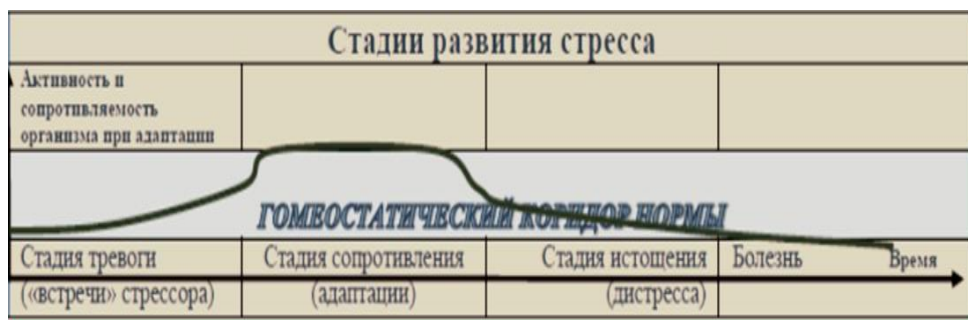 Стадии развития стресса
Активность и
сопротивляемость
организма при адаптации
ГОМЕОСТАТИЧЕСКИЙ КОРИДОР НОРМЫ
Стадия тревоги
(«встречи» стрессора)
Стадия сопротивления
(адаптации)
Стадия истощения
(дистресса)
Болезнь
Время